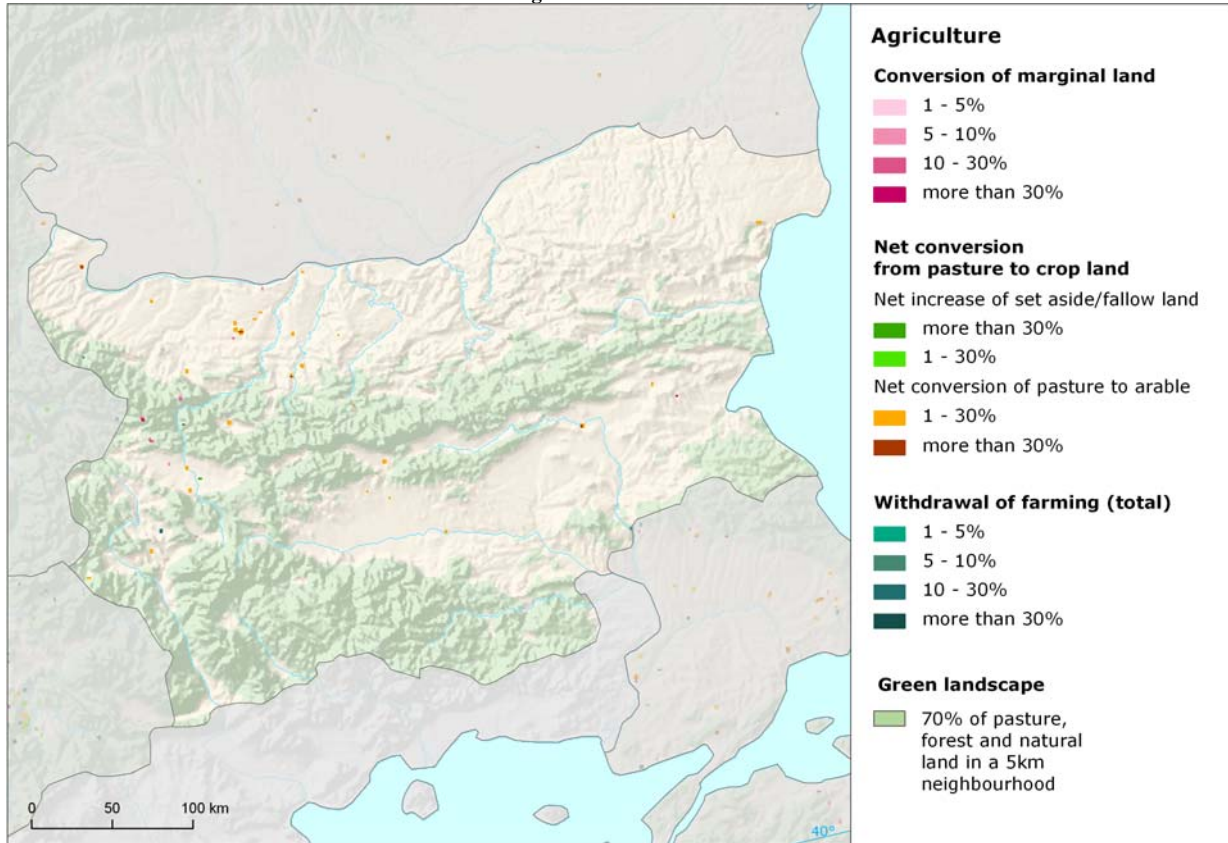 Agriculture
Conversion of marginal land
1 - 5%
5 - 10%
10 - 30%
more than 30%
Net conversion
from pasture to crop land
Net increase of set aside/fallow land
more than 30%
1 - 30%
Net conversion of pasture to arable
1 - 30%
more than 30%
Withdrawal of farming (total)
1 - 5%
5 - 10%
10 - 30%
more than 30%
Green landscape
70% of pasture,
forest and natural
land in a 5km
neighbourhood
0 50 100 km
40°